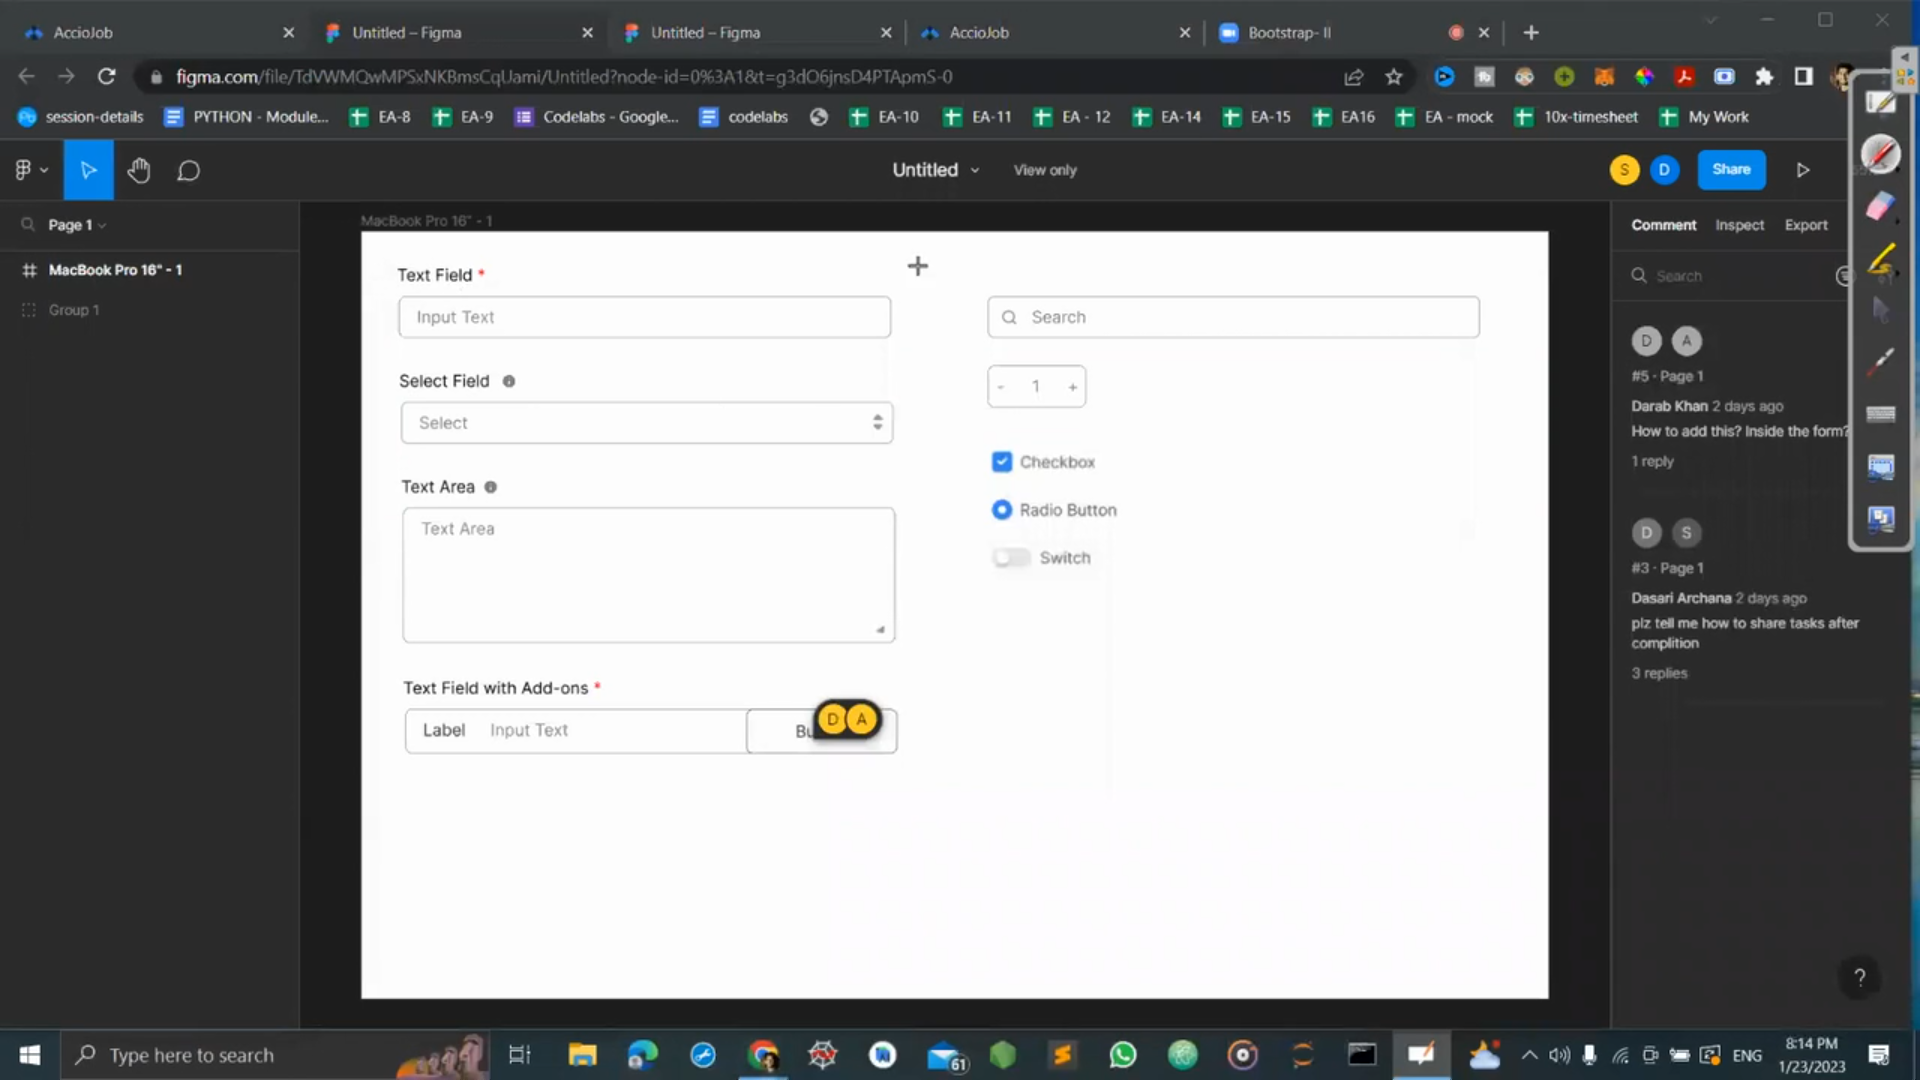 AccioJob
Untitled – Figma
Untitled – Figma
AccioJob
Bootstrap- II
figma.com/file/TdVWMQwMPSxNKBmsCqUami/Untitled?node-id=0%3A1&t=g3dO6jnsD4PTApmS-0
session-details
PYTHON - Module...
EA-8
EA-9
Codelabs - Google...
codelabs
EA-10
EA-11
EA - 12
EA-14
EA-15
EA16
EA - mock
10x-timesheet
My Work
Untitled
View only
S
D
Share
Page 1
MacBook Pro 16" - 1
Comment
Inspect
Export
MacBook Pro 16" - 1
Group 1
Search
Text Field *
Input Text
Search
Select Field
Select
- 1 +
Text Area
Text Area
Checkbox
Radio Button
Switch
Text Field with Add-ons *
Label
Input Text
Bu
D A
D A
#5 · Page 1
Darab Khan 2 days ago
How to add this? Inside the form?
1 reply
D S
#3 · Page 1
Dasari Archana 2 days ago
plz tell me how to share tasks after
complition
3 replies
?
Type here to search
61
ENG
8:14 PM
1/23/2023